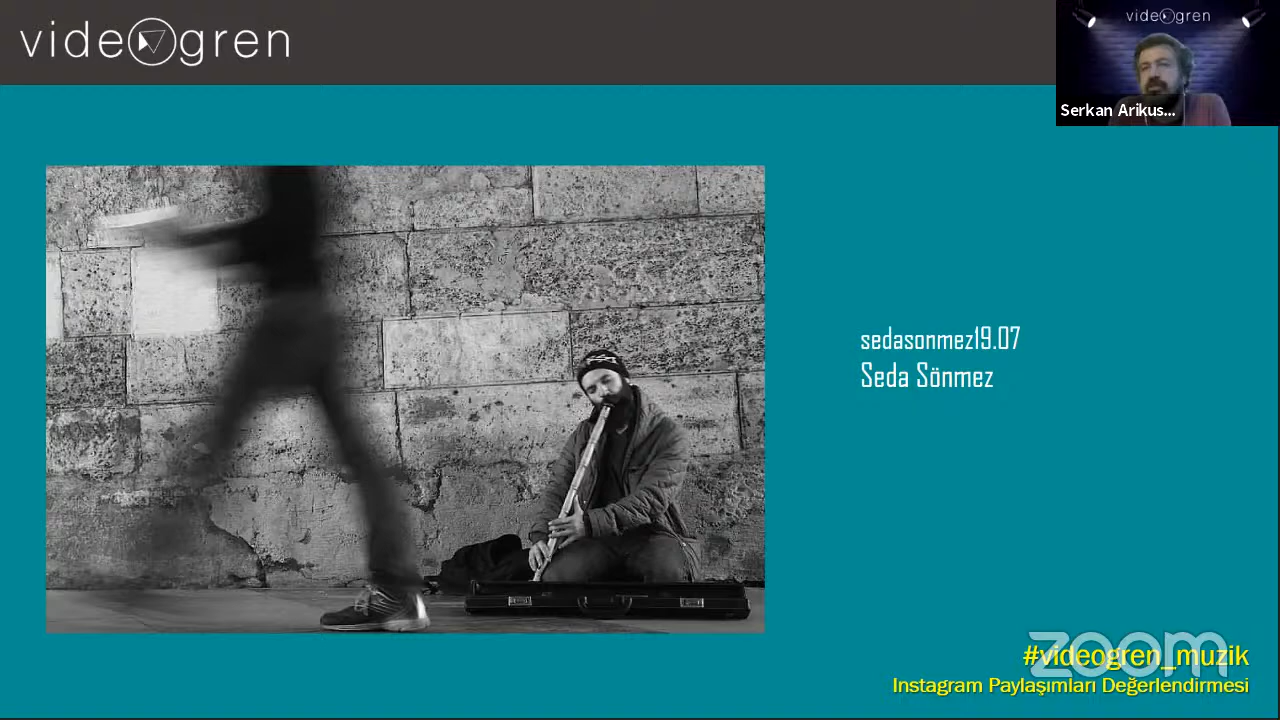 videogren
videogren
Serkan Arikus...
sedasonmez19.07
Seda Sönmez
zoom
#videogren_muzik
Instagram Paylaşımları Değerlendirmesi